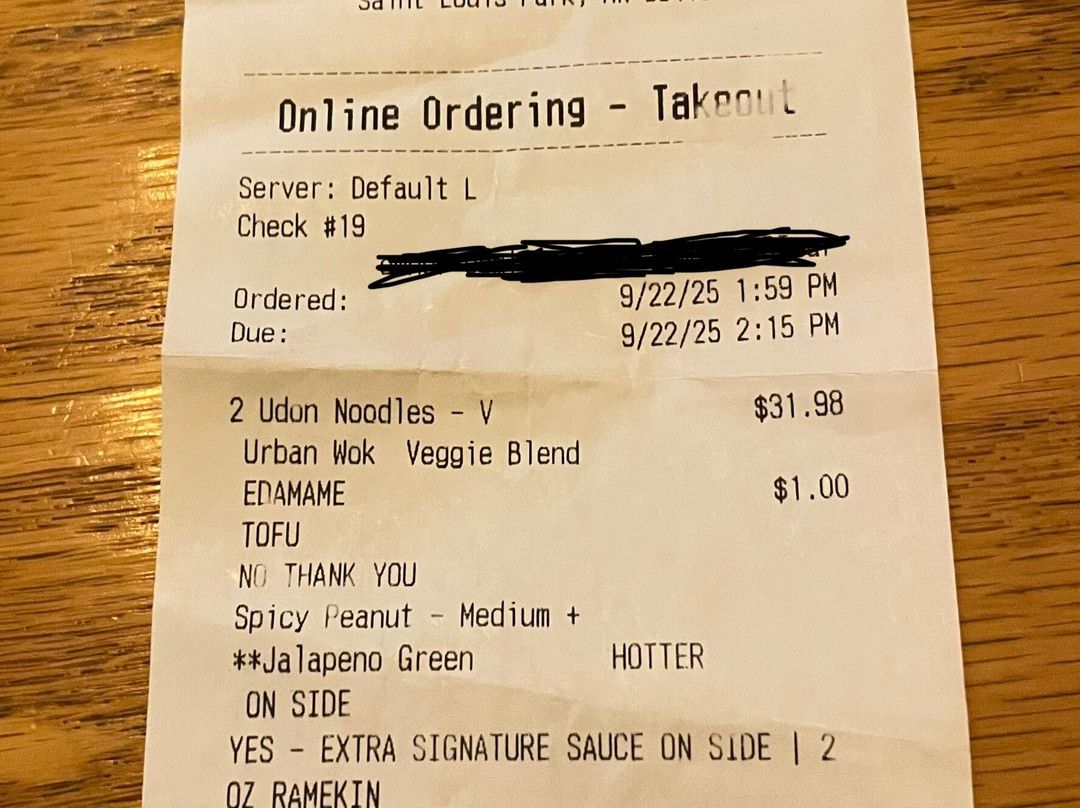 Online Ordering - Takeout
Server: Default L
Check #19
Ordered: 9/22/25 1:59 PM
Due: 9/22/25 2:15 PM
2 Udon Noodles - V $31.98
Urban Wok Veggie Blend
EDAMAME $1.00
TOFU
NO THANK YOU
Spicy Peanut - Medium +
**Jalapeno Green HOTTER
ON SIDE
YES - EXTRA SIGNATURE SAUCE ON SIDE | 2
OZ RAMEKIN